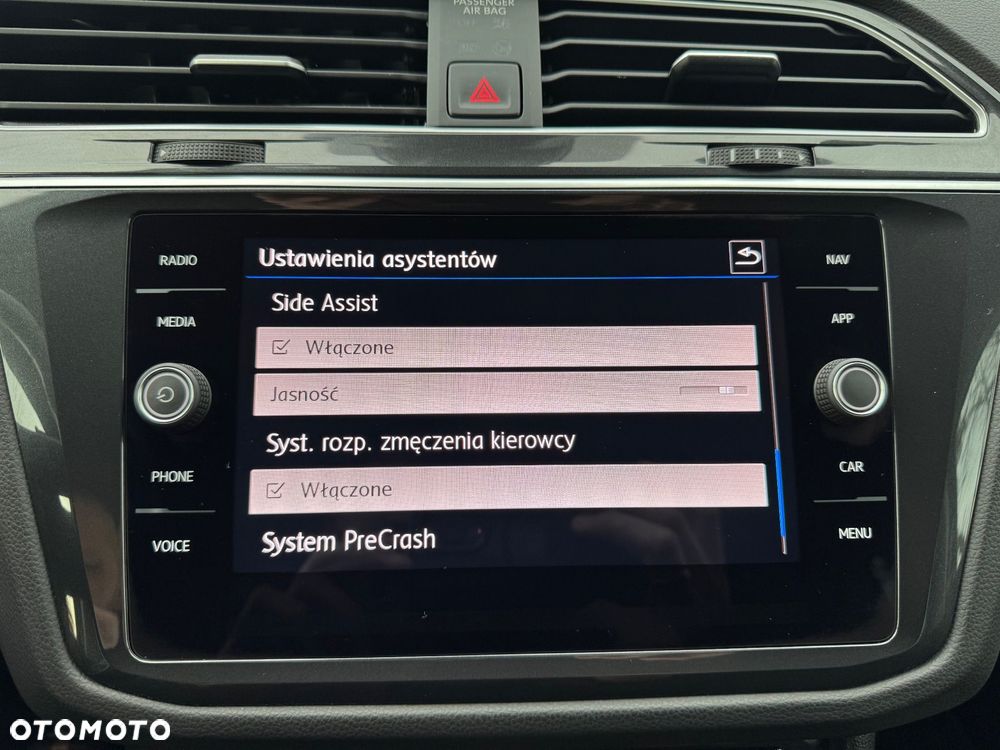 PASSENGER
AIR BAG
RADIO
MEDIA
PHONE
VOICE
Ustawienia asystentów
Side Assist
Włączone
Jasność
Syst. rozp. zmęczenia kierowcy
Włączone
System PreCrash
NAV
APP
CAR
MENU
OTOMOTO